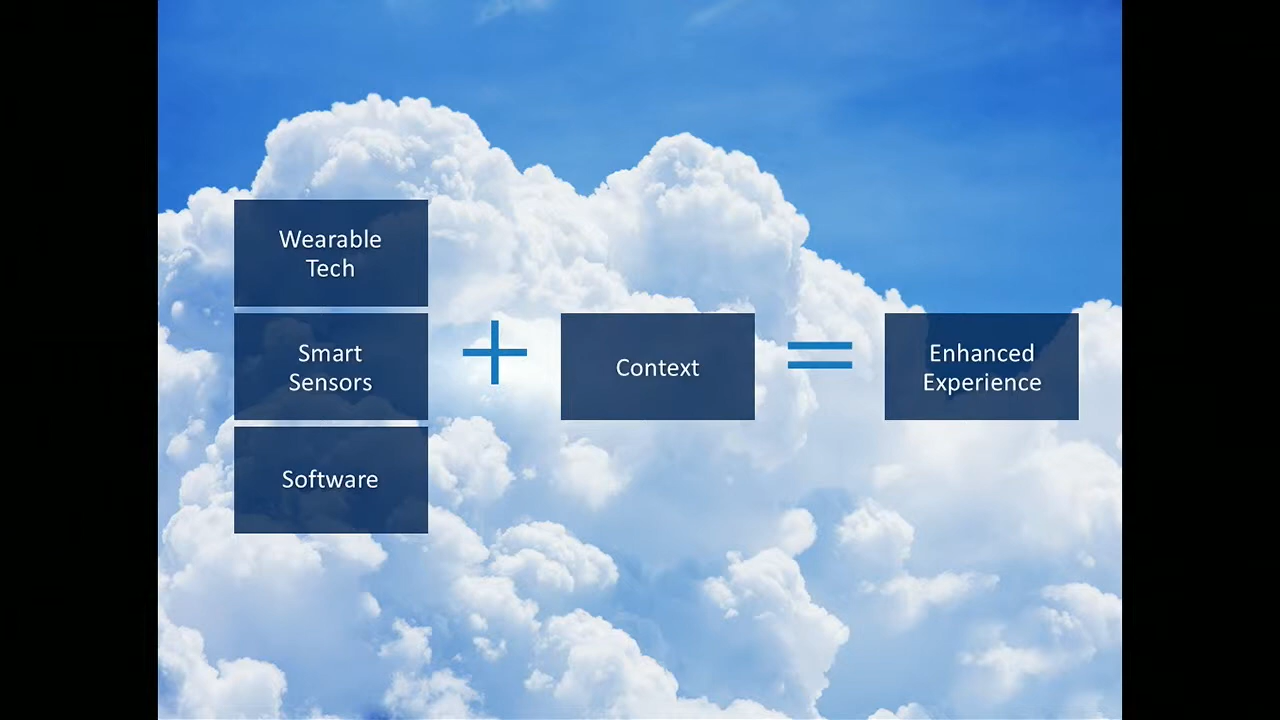 Wearable
Tech
Smart
Sensors
Software
+
Context
=
Enhanced
Experience